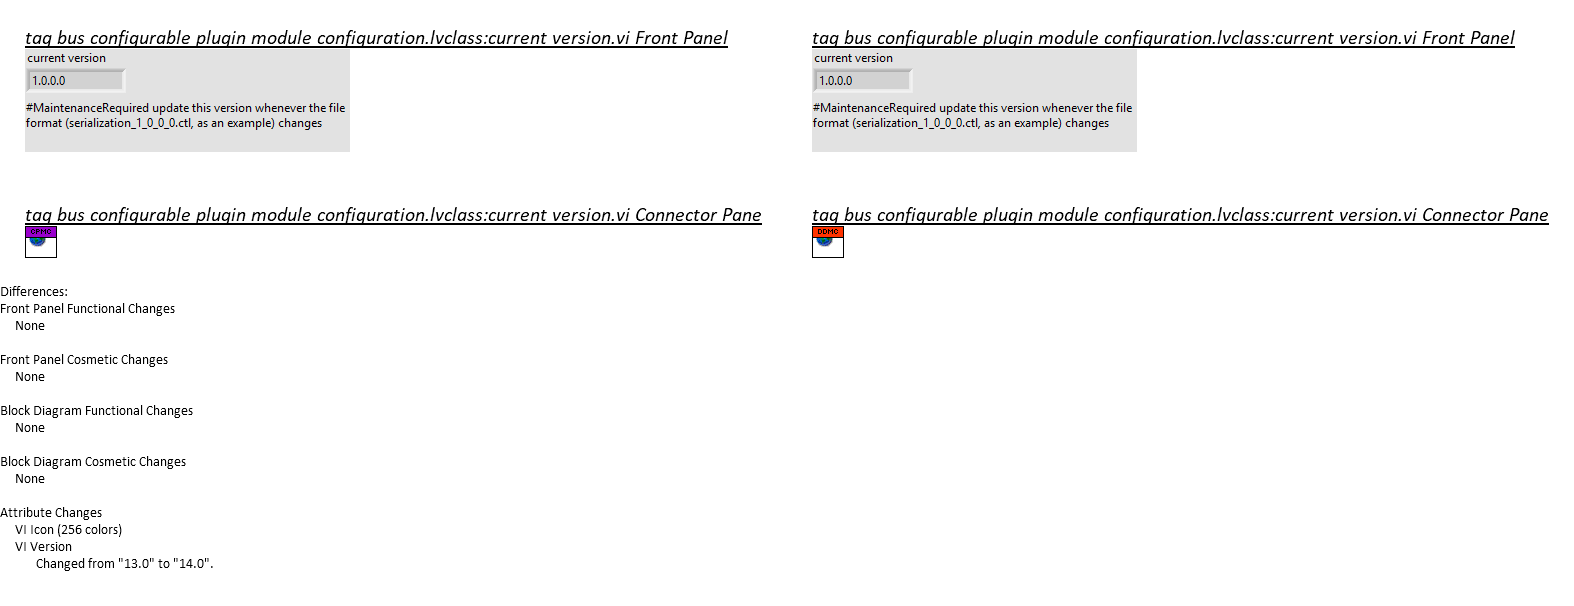 tag bus configurable plugin module configuration.lvclass:current version.vi Front Panel
current version
1.0.0.0
#MaintenanceRequired update this version whenever the file
format (serialization_1_0_0_0.ctl, as an example) changes
tag bus configurable plugin module configuration.lvclass:current version.vi Front Panel
current version
1.0.0.0
#MaintenanceRequired update this version whenever the file
format (serialization_1_0_0_0.ctl, as an example) changes
tag bus configurable plugin module configuration.lvclass:current version.vi Connector Pane
CPMC
tag bus configurable plugin module configuration.lvclass:current version.vi Connector Pane
DDMC
Differences:
Front Panel Functional Changes
None
Front Panel Cosmetic Changes
None
Block Diagram Functional Changes
None
Block Diagram Cosmetic Changes
None
Attribute Changes
VI Icon (256 colors)
VI Version
Changed from "13.0" to "14.0".